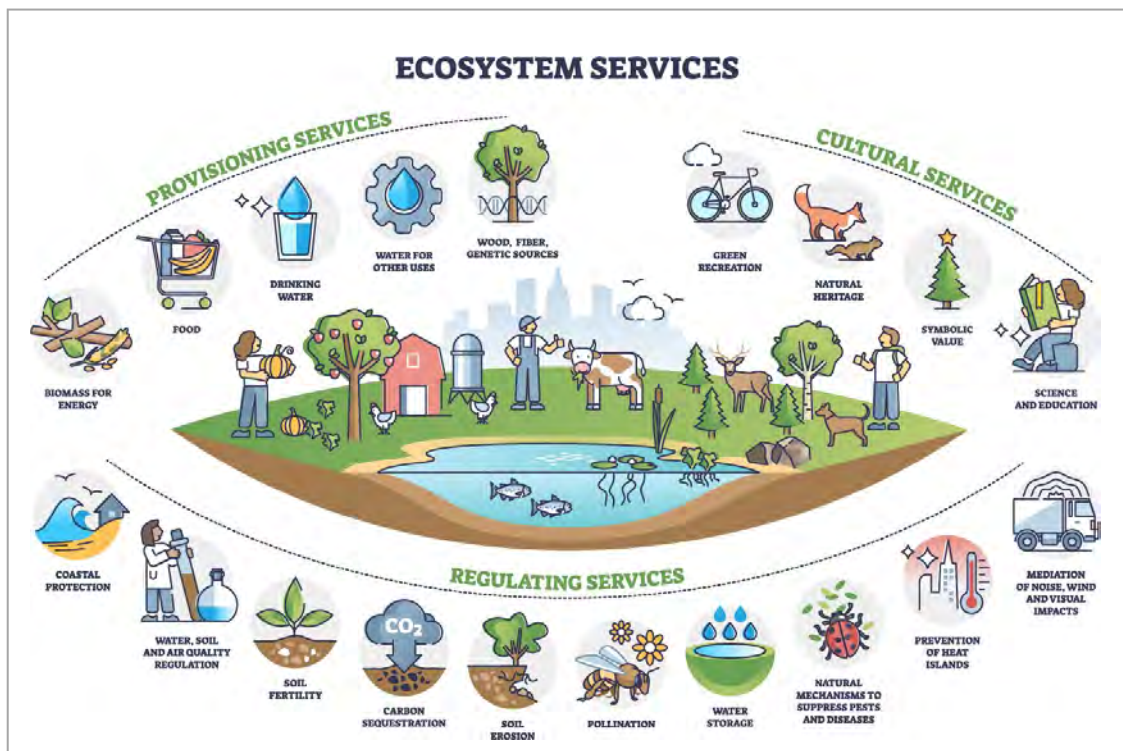 ECOSYSTEM SERVICES
PROVISIONING SERVICES
BIOMASS FOR
ENERGY
FOOD
DRINKING
WATER
WATER FOR
OTHER USES
WOOD, FIBER,
GENETIC SOURCES
CULTURAL SERVICES
GREEN
RECREATION
NATURAL
HERITAGE
SYMBOLIC
VALUE
SCIENCE
AND EDUCATION
REGULATING SERVICES
COASTAL
PROTECTION
WATER, SOIL
AND AIR QUALITY
REGULATION
SOIL
FERTILITY
CO2
CARBON
SEQUESTRATION
SOIL
EROSION
POLLINATION
WATER
STORAGE
NATURAL
MECHANISMS TO
SUPPRESS PESTS
AND DISEASES
PREVENTION
OF HEAT
ISLANDS
MEDIATION
OF NOISE, WIND
AND VISUAL
IMPACTS